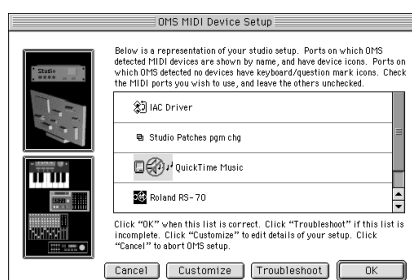 OMS MIDI Device Setup
Studio
Below is a representation of your studio setup. Ports on which OMS
detected MIDI devices are shown by name, and have device icons. Ports on
which OMS detected no devices have keyboard/question mark icons. Check
the MIDI ports you wish to use, and leave the others unchecked.
IAC Driver
Studio Patches pgm chg
QuickTime Music
Roland RS-70
Click "OK" when this list is correct. Click "Troubleshoot" if this list is
incomplete. Click "Customize" to edit details of your setup. Click
"Cancel" to abort OMS setup.
Cancel
Customize
Troubleshoot
OK